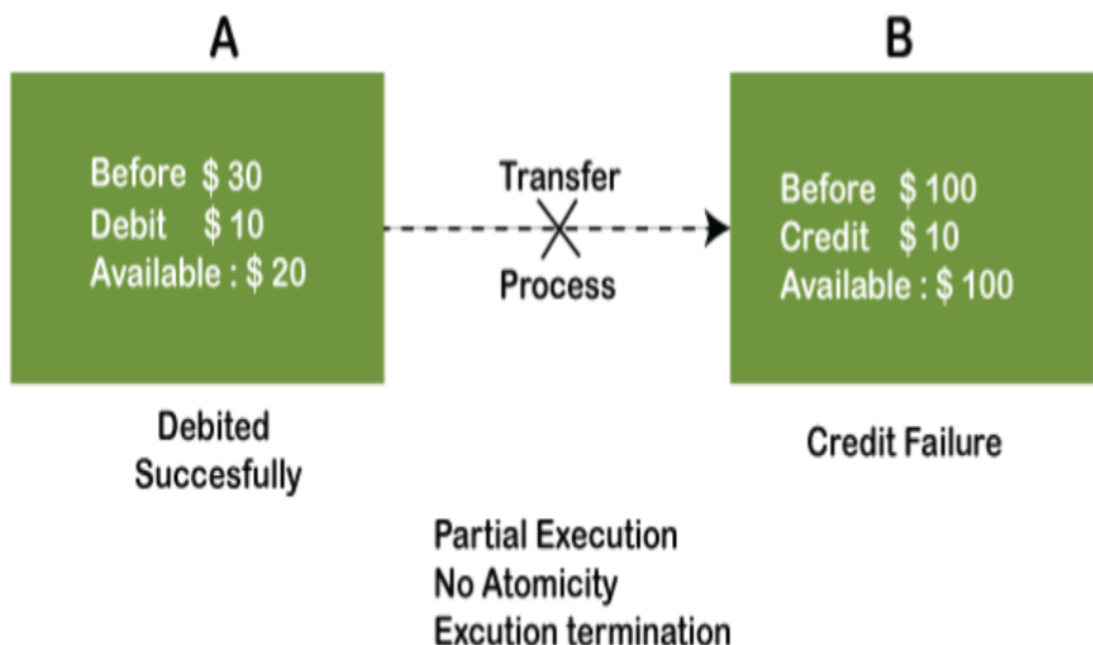 A
B
Before $ 30
Debit $ 10
Available : $ 20
Transfer
Process
Before $ 100
Credit $ 10
Available : $ 100
Debited
Succesfully
Credit Failure
Partial Execution
No Atomicity
Excution termination